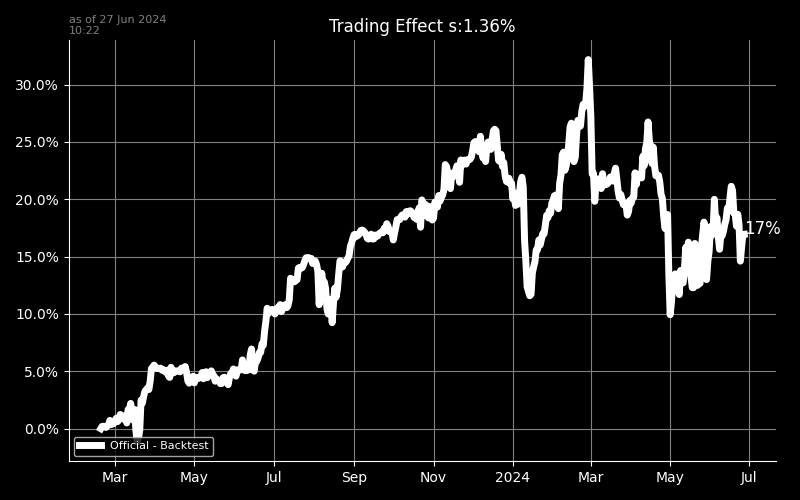 as of 27 Jun 2024
10:22
Trading Effect s:1.36%
30.0%
25.0%
20.0%
15.0%
10.0%
5.0%
0.0%
17%
Official - Backtest
Mar May Jul Sep Nov 2024 Mar May Jul